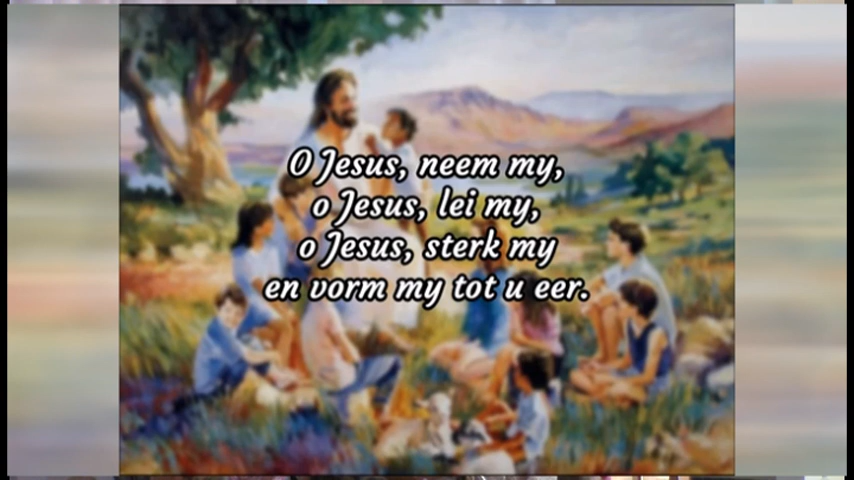 O Jesus, neem my,
o Jesus, lei my,
o Jesus, sterk my
en vorm my tot u eer.